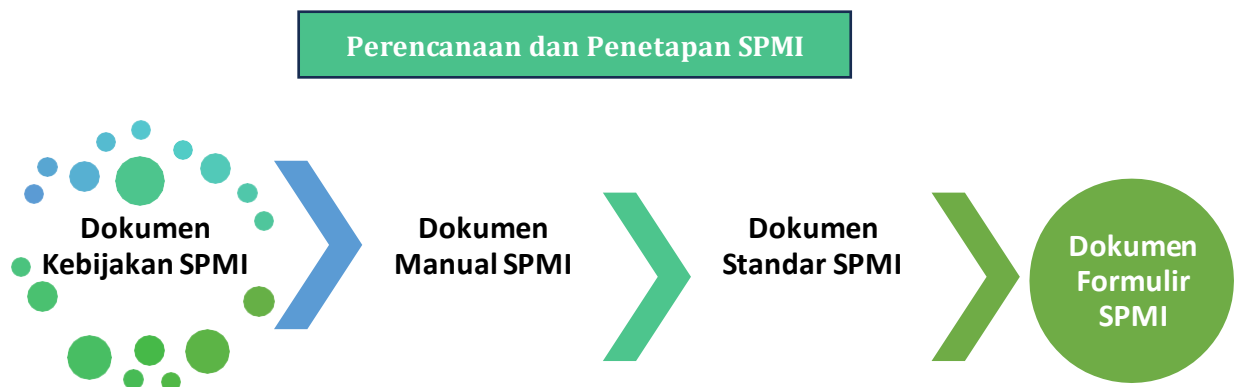 Perencanaan dan Penetapan SPMI
Dokumen
Kebijakan SPMI
Dokumen
Manual SPMI
Dokumen
Standar SPMI
Dokumen
Formulir
SPMI